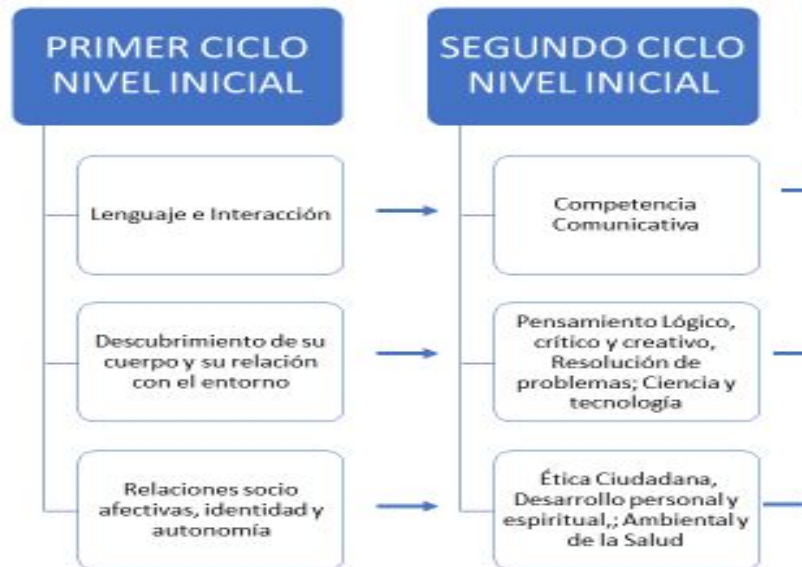 PRIMER CICLO
NIVEL INICIAL
Lenguaje e Interacción
Descubrimiento de su
cuerpo y su relación
con el entorno
Relaciones socio
afectivas, identidad y
autonomía
SEGUNDO CICLO
NIVEL INICIAL
Competencia
Comunicativa
Pensamiento Lógico,
crítico y creativo,
Resolución de
problemas; Ciencia y
tecnología
Ética Ciudadana,
Desarrollo personal y
espiritual,; Ambiental y
de la Salud